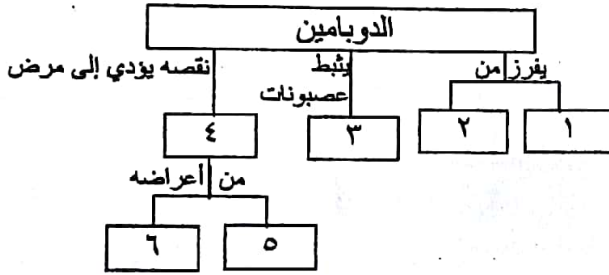 الدوبامين
يفرز من
يثبط
عصبونات
نقصه يؤدي إلى مرض
١
٢
٣
٤
من أعراضه
٥
٦